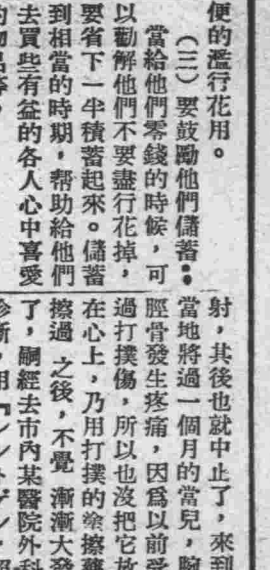 便的濫行花用。
（三）要鼓勵他們儲蓄：
當給他們零錢的時候，可
以勸解他們不要盡行花掉，
要省下一半積蓄起來。儲蓄
到相當的時期，帮助給他們
去買些有益的各人心中喜愛
射，其後也就中止了，來到
當地將過一個月的當兒，腕
脛骨發生疼痛，因爲以前受
過打撲傷，所以也沒把它放
在心上，乃用打撲的塗擦藥
擦過之後，不覺漸漸大發
了，嗣經去市內某醫院外科